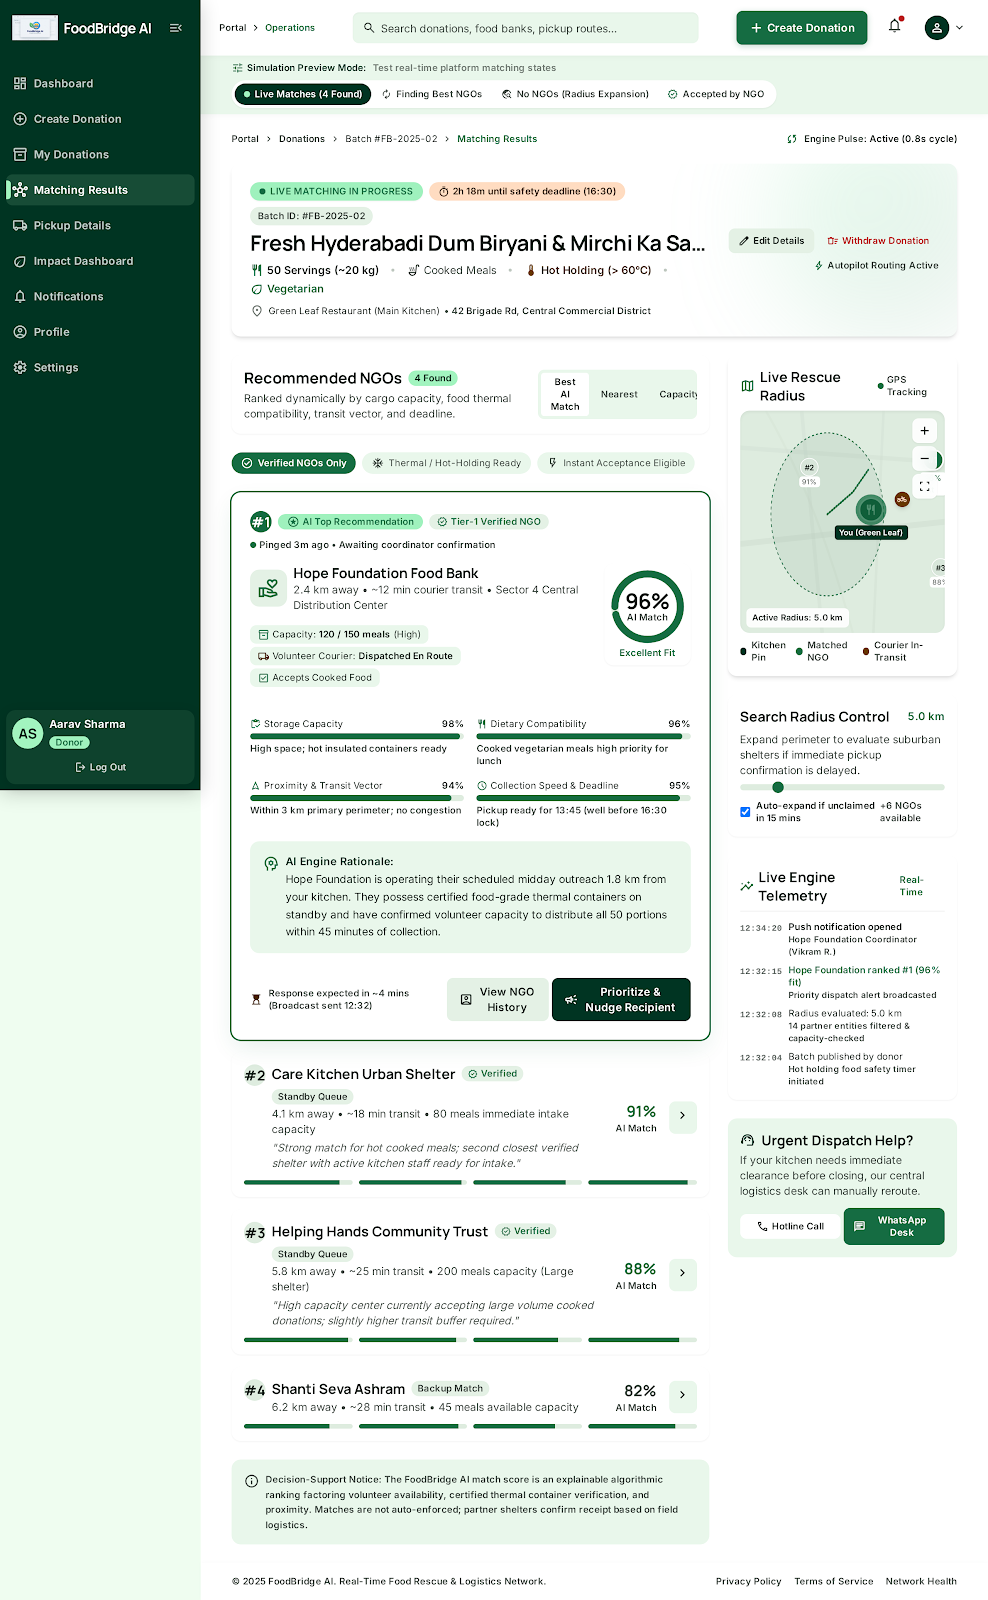 FoodBridge AI
Dashboard
Create Donation
My Donations
Matching Results
Pickup Details
Impact Dashboard
Notifications
Profile
Settings
AS
Aarav Sharma
Donor
Log Out
Portal > Operations
Search donations, food banks, pickup routes...
+ Create Donation
Simulation Preview Mode: Test real-time platform matching states
Live Matches (4 Found)
Finding Best NGOs
No NGOs (Radius Expansion)
Accepted by NGO
Portal > Donations > Batch #FB-2025-02 > Matching Results
Engine Pulse: Active (0.8s cycle)
LIVE MATCHING IN PROGRESS
2h 18m until safety deadline (16:30)
Batch ID: #FB-2025-02
Fresh Hyderabadi Dum Biryani & Mirchi Ka Sa...
50 Servings (~20 kg) • Cooked Meals • Hot Holding (> 60°C) •
Vegetarian
Green Leaf Restaurant (Main Kitchen) • 42 Brigade Rd, Central Commercial District
Edit Details
Withdraw Donation
Autopilot Routing Active
Recommended NGOs
4 Found
Ranked dynamically by cargo capacity, food thermal
compatibility, transit vector, and deadline.
Best
AI
Match
Nearest
Capacity
Verified NGOs Only
Thermal / Hot-Holding Ready
Instant Acceptance Eligible
#1
AI Top Recommendation
Tier-1 Verified NGO
Pinged 3m ago • Awaiting coordinator confirmation
Hope Foundation Food Bank
2.4 km away • ~12 min courier transit • Sector 4 Central
Distribution Center
Capacity: 120 / 150 meals (High)
Volunteer Courier: Dispatched En Route
Accepts Cooked Food
96%
AI Match
Excellent Fit
Storage Capacity 98%
High space; hot insulated containers ready
Dietary Compatibility 96%
Cooked vegetarian meals high priority for
lunch
Proximity & Transit Vector 94%
Within 3 km primary perimeter; no congestion
Collection Speed & Deadline 95%
Pickup ready for 13:45 (well before 16:30
lock)
AI Engine Rationale:
Hope Foundation is operating their scheduled midday outreach 1.8 km from
your kitchen. They possess certified food-grade thermal containers on
standby and have confirmed volunteer capacity to distribute all 50 portions
within 45 minutes of collection.
Response expected in ~4 mins
(Broadcast sent 12:32)
View NGO
History
Prioritize &
Nudge Recipient
#2 Care Kitchen Urban Shelter
Verified
Standby Queue
4.1 km away • ~18 min transit • 80 meals immediate intake
capacity
"Strong match for hot cooked meals; second closest verified
shelter with active kitchen staff ready for intake."
91%
AI Match
#3 Helping Hands Community Trust
Verified
Standby Queue
5.8 km away • ~25 min transit • 200 meals capacity (Large
shelter)
"High capacity center currently accepting large volume cooked
donations; slightly higher transit buffer required."
88%
AI Match
#4 Shanti Seva Ashram
Backup Match
6.2 km away • ~28 min transit • 45 meals available capacity
82%
AI Match
Decision-Support Notice: The FoodBridge AI match score is an explainable algorithmic
ranking factoring volunteer availability, certified thermal container verification, and
proximity. Matches are not auto-enforced; partner shelters confirm receipt based on field
logistics.
Live Rescue
Radius
GPS
Tracking
#2
91%
+
−
%
You (Green Leaf)
#3
88%
Active Radius: 5.0 km
Kitchen
Pin
Matched
NGO
Courier In-
Transit
Search Radius Control 5.0 km
Expand perimeter to evaluate suburban
shelters if immediate pickup
confirmation is delayed.
Auto-expand if unclaimed
in 15 mins
+6 NGOs
available
Live Engine
Telemetry
Real-
Time
12:34:20 Push notification opened
Hope Foundation Coordinator
(Vikram R.)
12:32:15 Hope Foundation ranked #1 (96%
fit)
Priority dispatch alert broadcasted
12:32:08 Radius evaluated: 5.0 km
14 partner entities filtered &
capacity-checked
12:32:04 Batch published by donor
Hot holding food safety timer
initiated
Urgent Dispatch Help?
If your kitchen needs immediate
clearance before closing, our central
logistics desk can manually reroute.
Hotline Call
WhatsApp
Desk
© 2025 FoodBridge AI. Real-Time Food Rescue & Logistics Network.
Privacy Policy
Terms of Service
Network Health